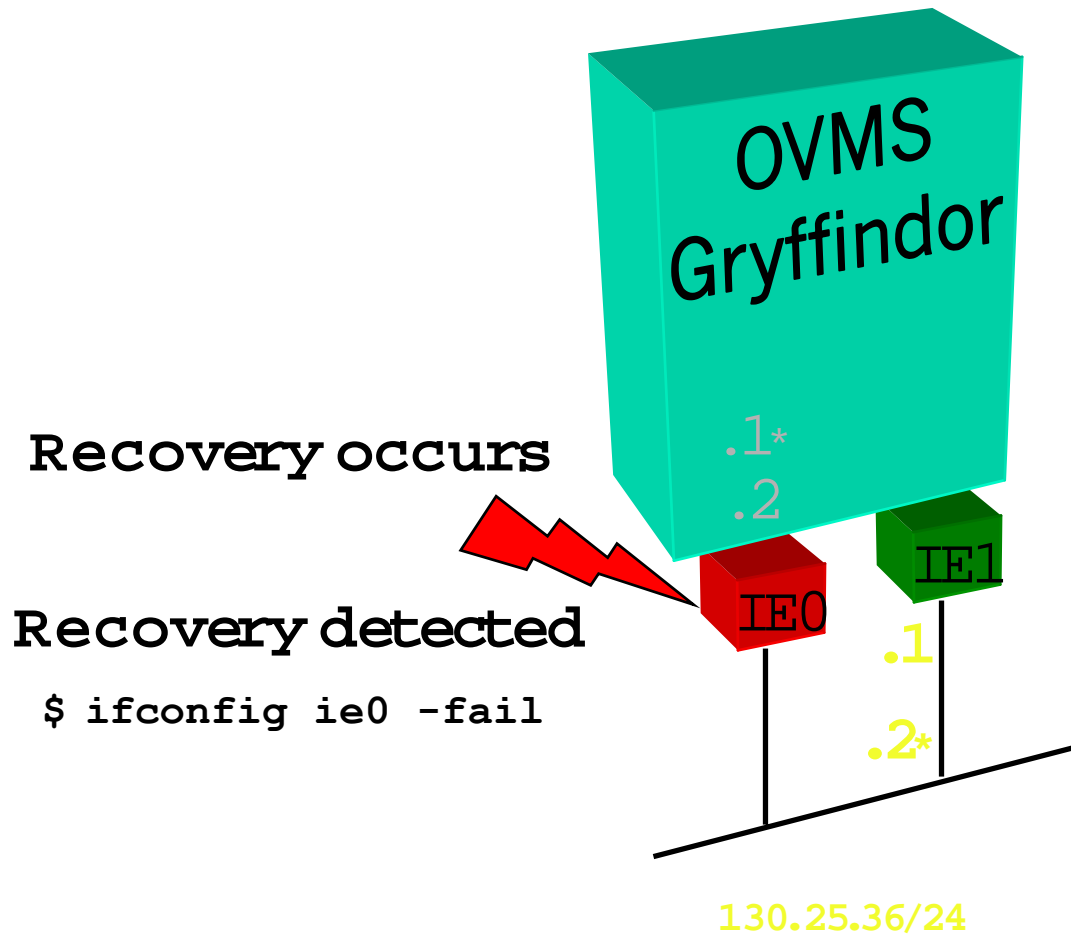 OVMS
Gryffindor
.1*
.2
Recovery occurs
IE1
IE0
Recovery detected
.1
$ ifconfig ie0 -fail
.2*
130.25.36/24